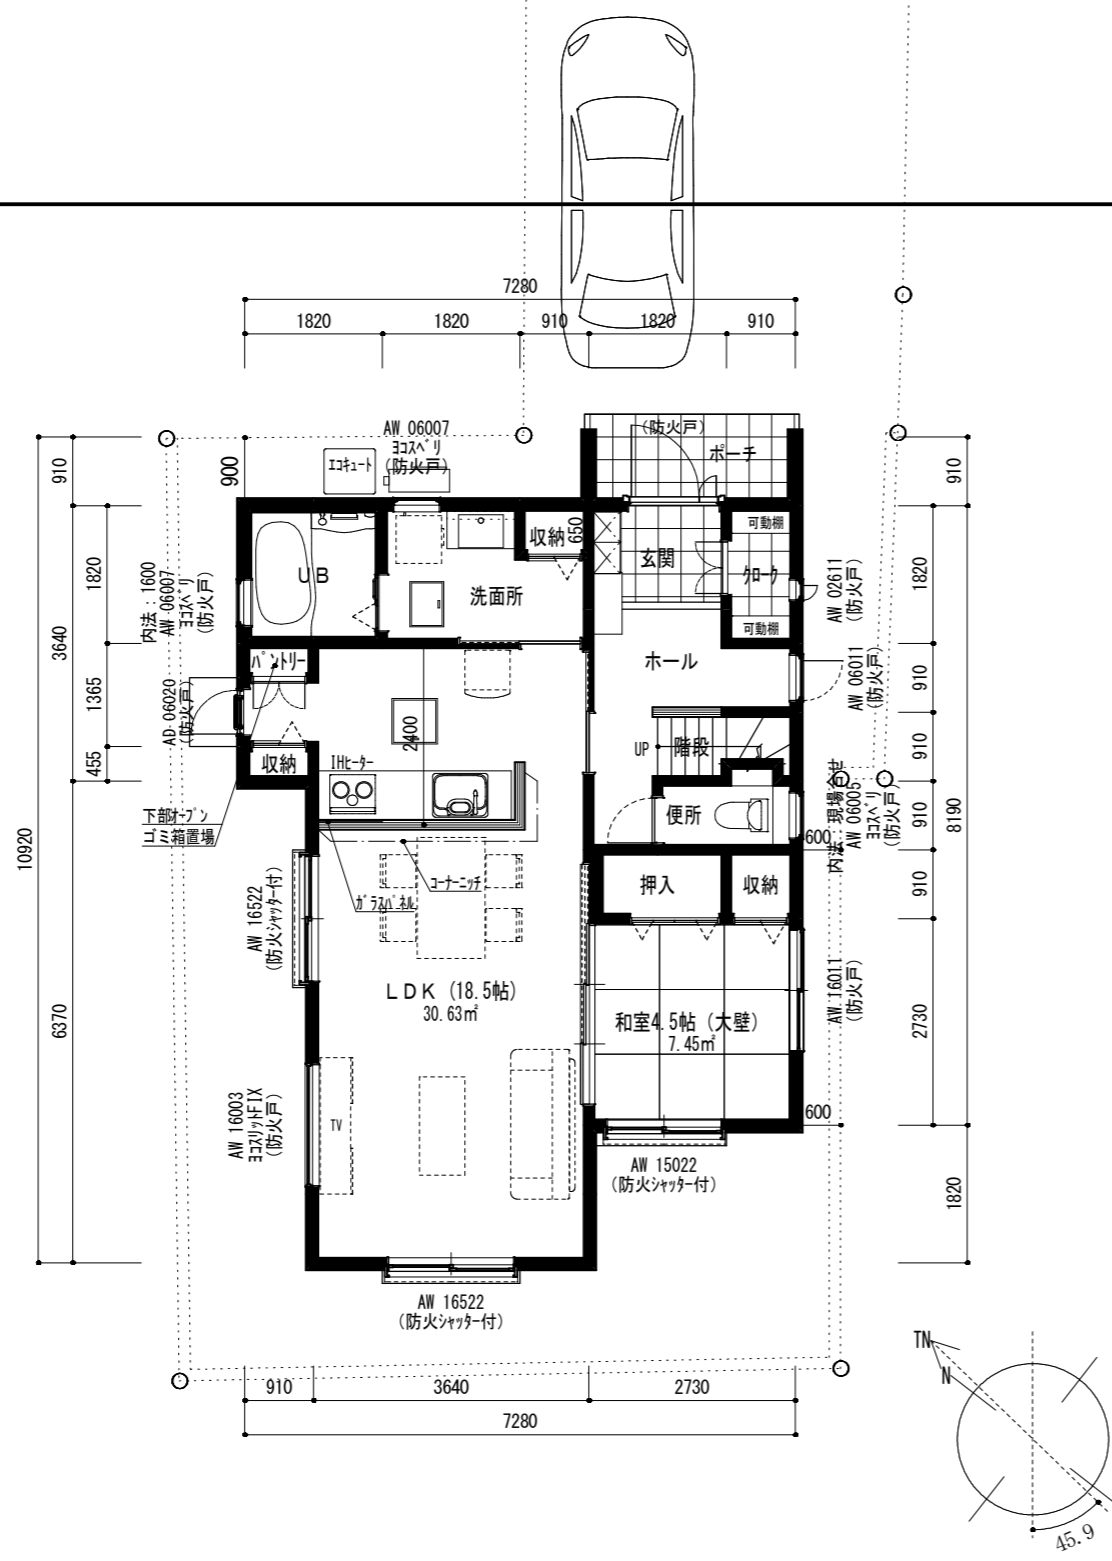 7280
1820
1820
910
1820
910
AW 06007
ﾖｺｽﾍﾞﾘ
(防火戸)
(防火戸)
ポーチ
ｴｺｷｭｰﾄ
900
910
910
収納
650
玄関
可動棚
ｸﾛｰｸ
可動棚
UB
洗面所
1820
3640
内法：1600
AW 06007
ﾖｺｽﾍﾞﾘ
(防火戸)
AW 02611
(防火戸)
1820
パントリー
ホール
AW 06011
(防火戸)
910
1365
AD 06020
(防火戸)
2400
UP
階段
910
455
収納
IHﾋｰﾀｰ
便所
内法：現場合せ
AW 06005
ﾖｺｽﾍﾞﾘ
(防火戸)
910
8190
下部ｵｰﾌﾟﾝ
ゴミ箱置場
600
10920
ｺｰﾅｰﾆｯﾁ
ｶﾞﾗｽﾊﾟﾈﾙ
押入
収納
910
AW 16522
(防火ｼｬｯﾀｰ付)
LDK (18.5帖)
30.63㎡
和室4.5帖 (大壁)
7.45㎡
AW 16011
(防火戸)
2730
6370
AW 16003
ﾖｺｽﾘｯﾄFIX
(防火戸)
TV
600
AW 15022
(防火ｼｬｯﾀｰ付)
1820
AW 16522
(防火ｼｬｯﾀｰ付)
TN
N
910
3640
2730
7280
45.9